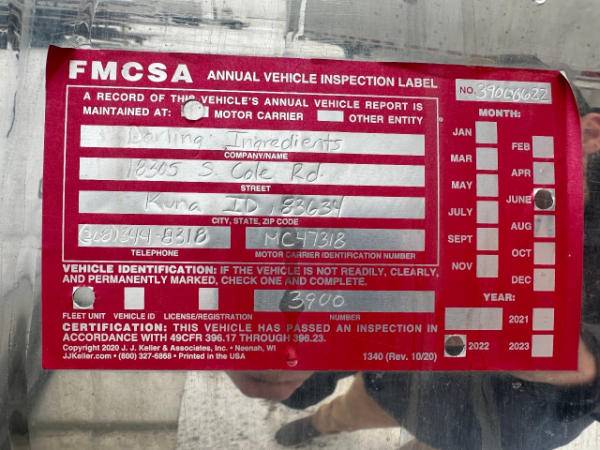 FMCSA ANNUAL VEHICLE INSPECTION LABEL
NO. 39006622
A RECORD OF THIS VEHICLE'S ANNUAL VEHICLE REPORT IS
MAINTAINED AT: MOTOR CARRIER OTHER ENTITY
Darling Ingredients
COMPANY/NAME
18305 S. Cole Rd.
STREET
Kuna ID 83634
CITY, STATE, ZIP CODE
(208)344-8318 MC47318
TELEPHONE MOTOR CARRIER IDENTIFICATION NUMBER
VEHICLE IDENTIFICATION: IF THE VEHICLE IS NOT READILY, CLEARLY,
AND PERMANENTLY MARKED, CHECK ONE AND COMPLETE.
3900
FLEET UNIT VEHICLE ID LICENSE/REGISTRATION NUMBER
CERTIFICATION: THIS VEHICLE HAS PASSED AN INSPECTION IN
ACCORDANCE WITH 49CFR 396.17 THROUGH 396.23.
Copyright 2020 J. J. Keller & Associates, Inc. • Neenah, WI
JJKeller.com • (800) 327-6868 • Printed in the USA
1340 (Rev. 10/20)
MONTH:
JAN FEB
MAR APR
MAY JUNE
JULY AUG
SEPT OCT
NOV DEC
YEAR:
2021
2022 2023